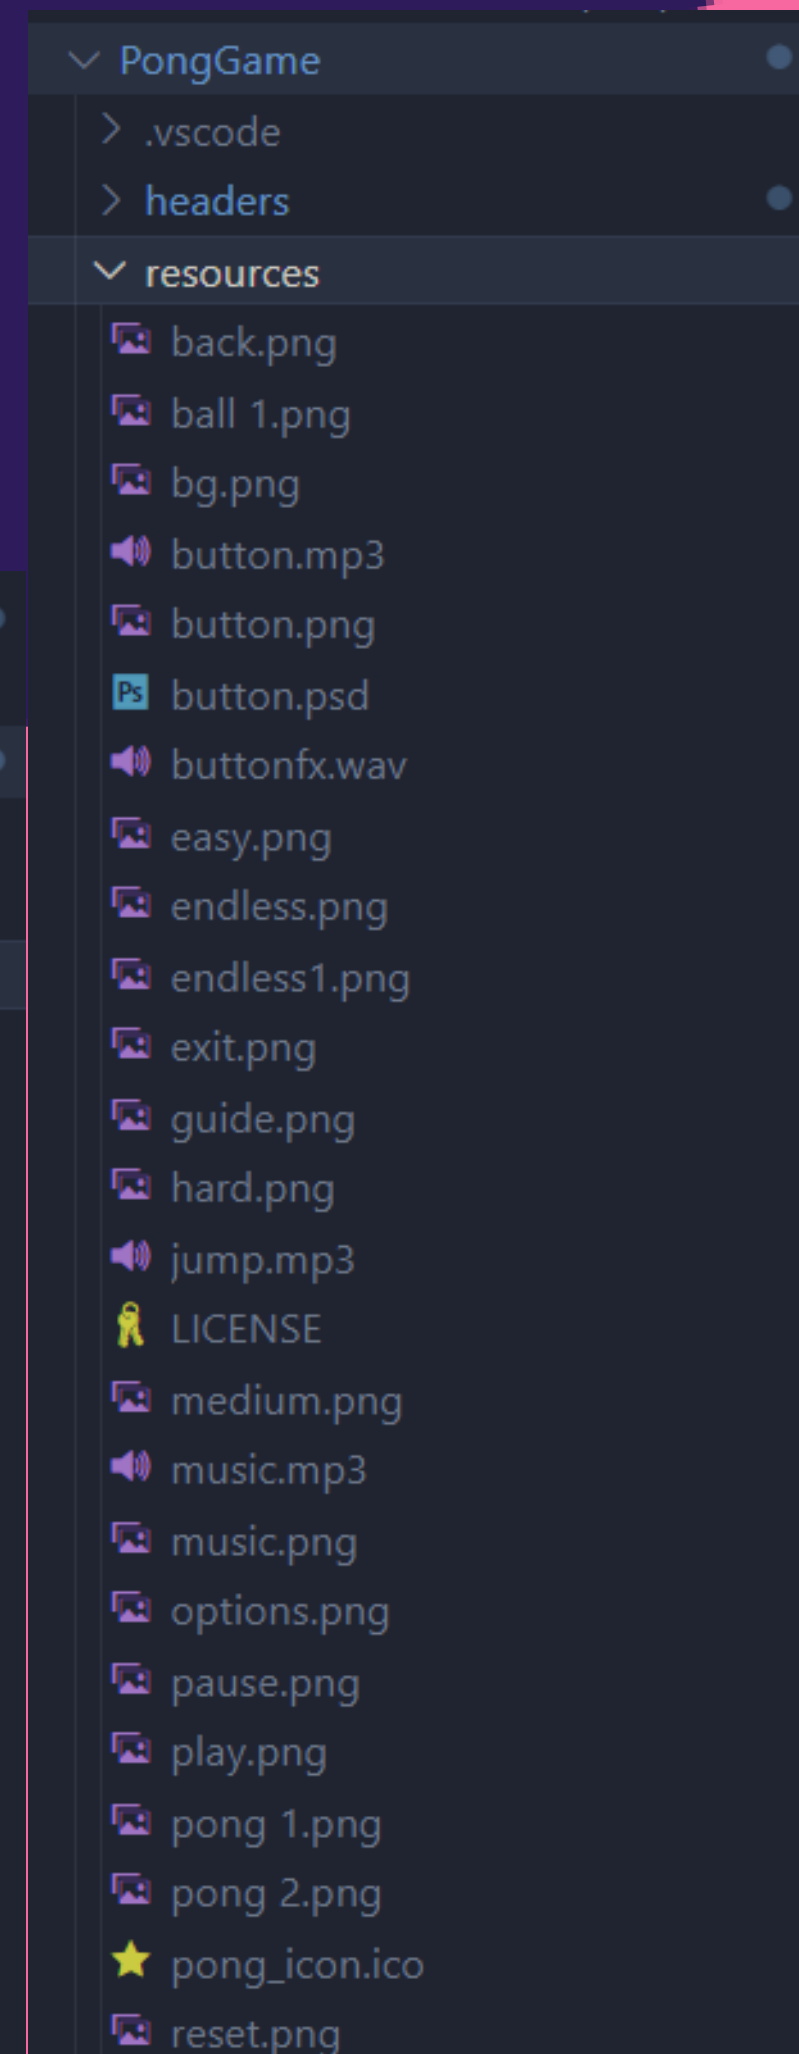 PongGame
.vscode
headers
resources
back.png
ball 1.png
bg.png
button.mp3
button.png
Ps button.psd
buttonfx.wav
easy.png
endless.png
endless1.png
exit.png
guide.png
hard.png
jump.mp3
LICENSE
medium.png
music.mp3
music.png
options.png
pause.png
play.png
pong 1.png
pong 2.png
pong_icon.ico
reset.png